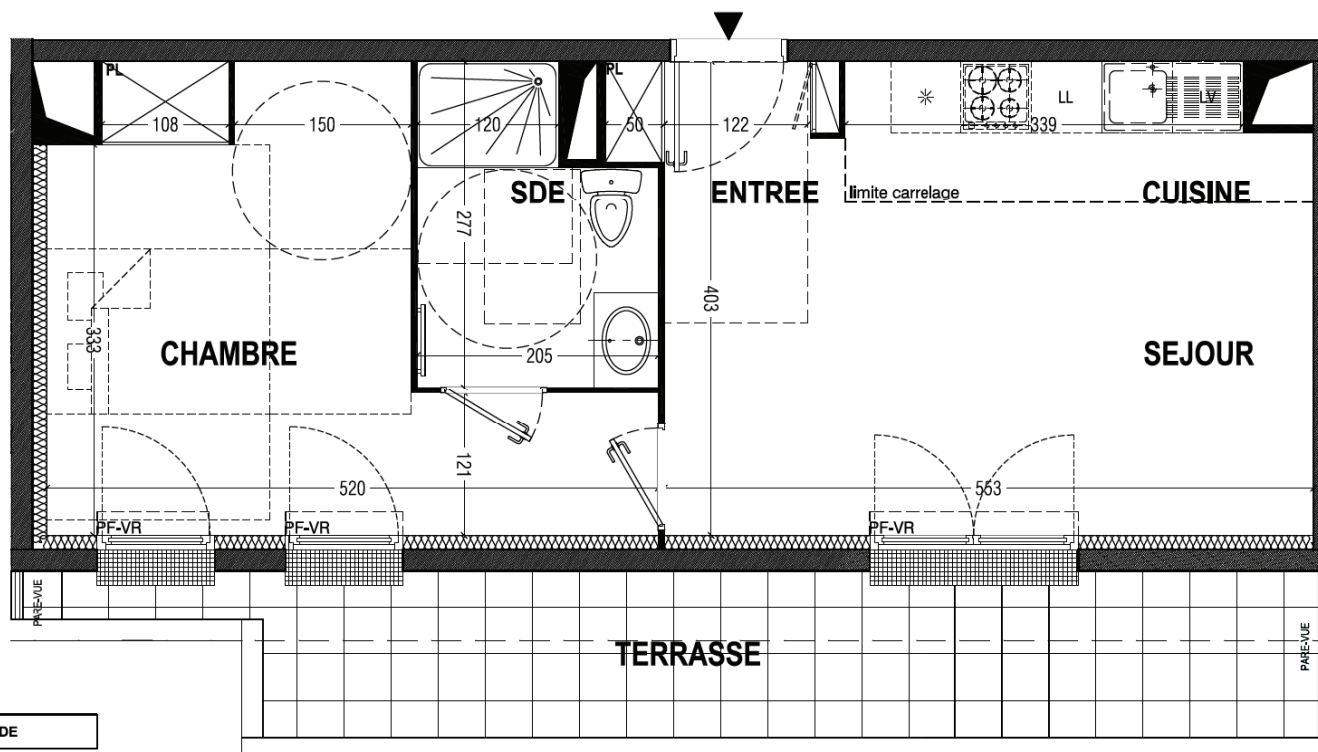 PL
PL
108
150
120
50
122
LL
LV
339
SDE
ENTREE
limite carrelage
CUISINE
277
403
333
CHAMBRE
205
SEJOUR
121
520
553
PF-VR
PF-VR
PF-VR
PARE-VUE
TERRASSE
PARE-VUE
DE